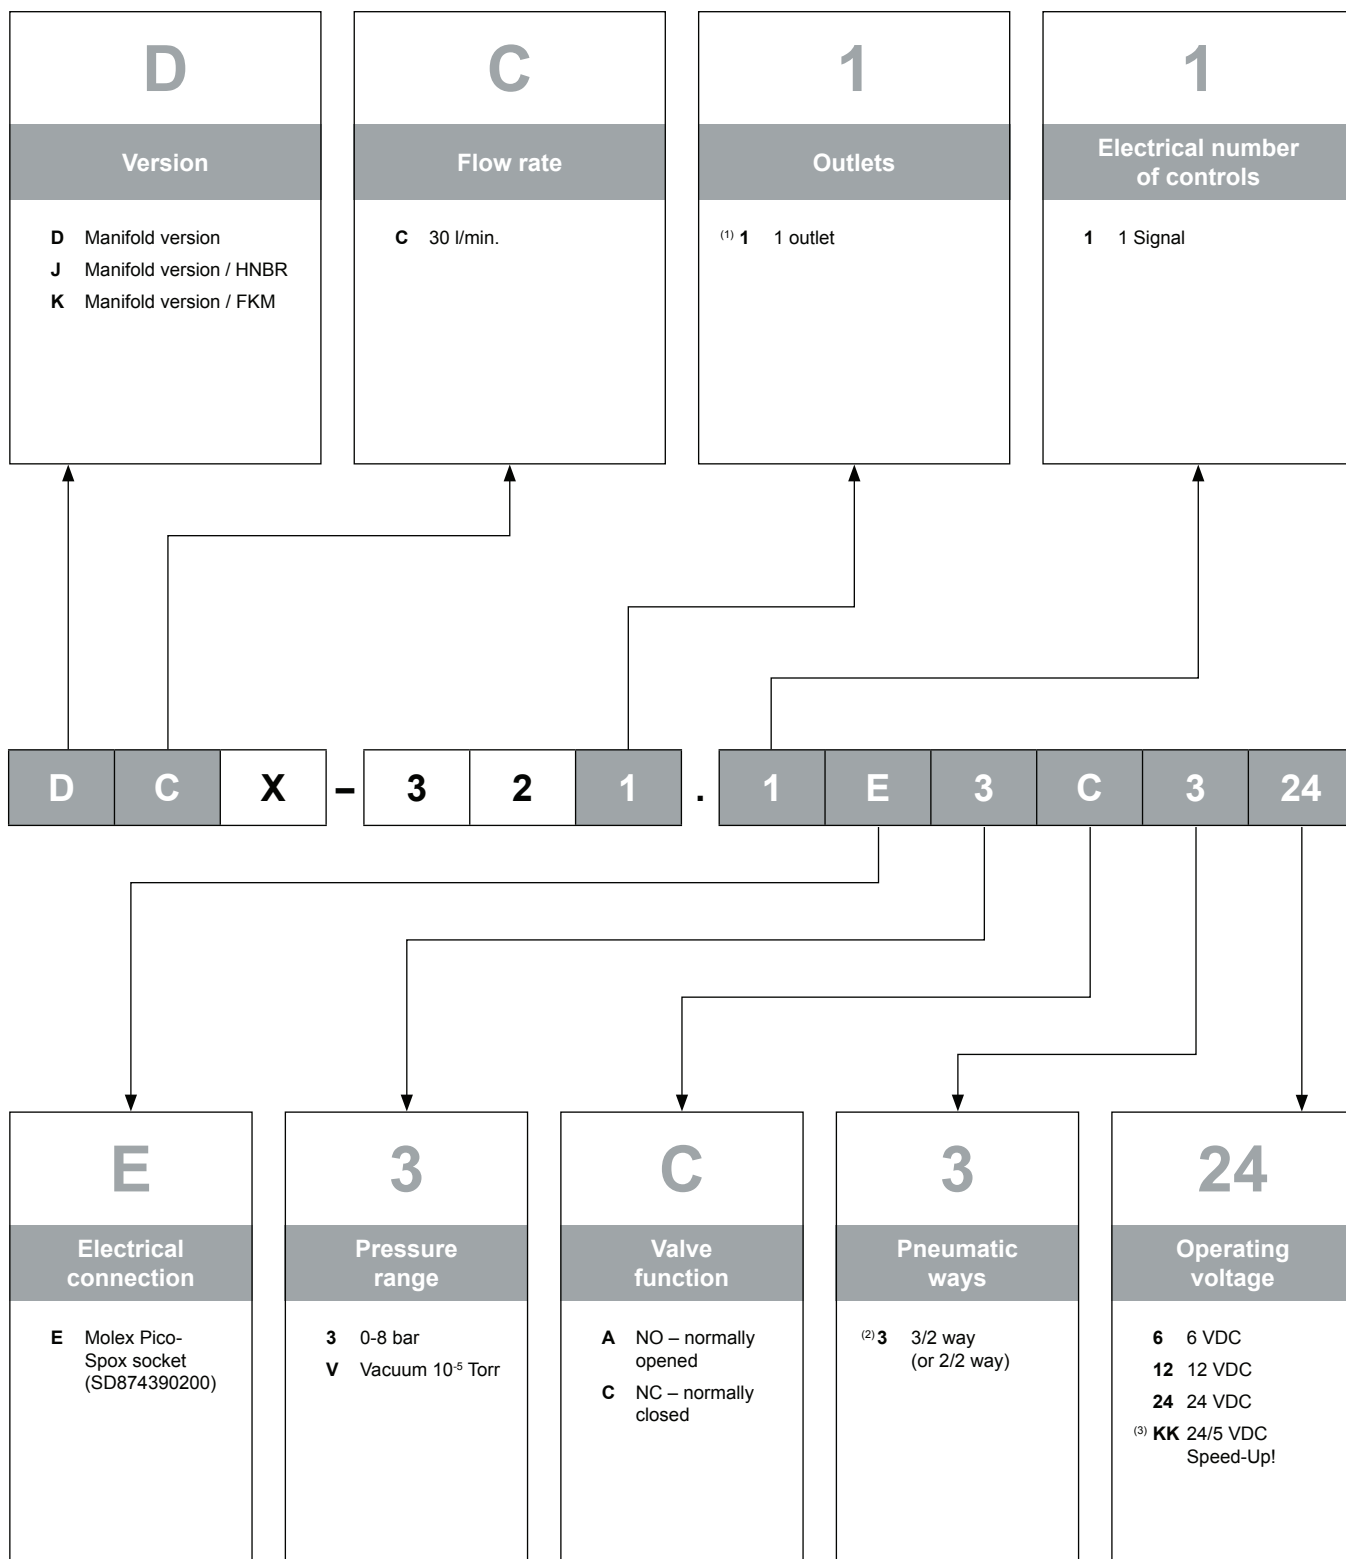 D
Version
D Manifold version
J Manifold version / HNBR
K Manifold version / FKM
C
Flow rate
C 30 l/min.
1
Outlets
(1) 1 1 outlet
1
Electrical number
of controls
1 1 Signal
D C X – 3 2 1 . 1 E 3 C 3 24
E
Electrical
connection
E Molex Pico-
Spox socket
(SD874390200)
3
Pressure
range
3 0-8 bar
V Vacuum 10-5 Torr
C
Valve
function
A NO – normally
opened
C NC – normally
closed
3
Pneumatic
ways
(2) 3 3/2 way
(or 2/2 way)
24
Operating
voltage
6 6 VDC
12 12 VDC
24 24 VDC
(3) KK 24/5 VDC
Speed-Up!